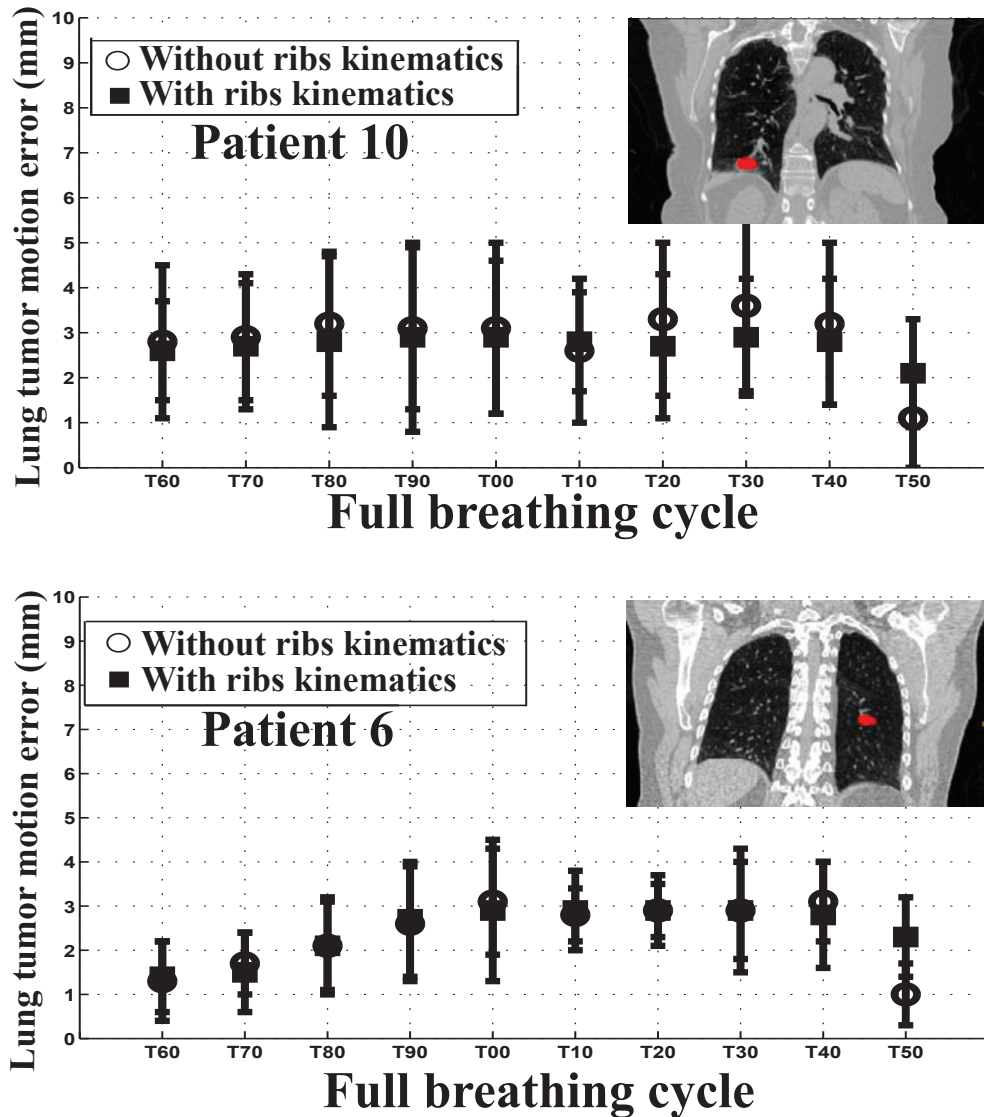 Lung tumor motion error (mm)
10
9
8
7
6
5
4
3
2
1
0
Without ribs kinematics
With ribs kinematics
Patient 10
T60 T70 T80 T90 T00 T10 T20 T30 T40 T50
Full breathing cycle
Lung tumor motion error (mm)
10
9
8
7
6
5
4
3
2
1
0
Without ribs kinematics
With ribs kinematics
Patient 6
T60 T70 T80 T90 T00 T10 T20 T30 T40 T50
Full breathing cycle